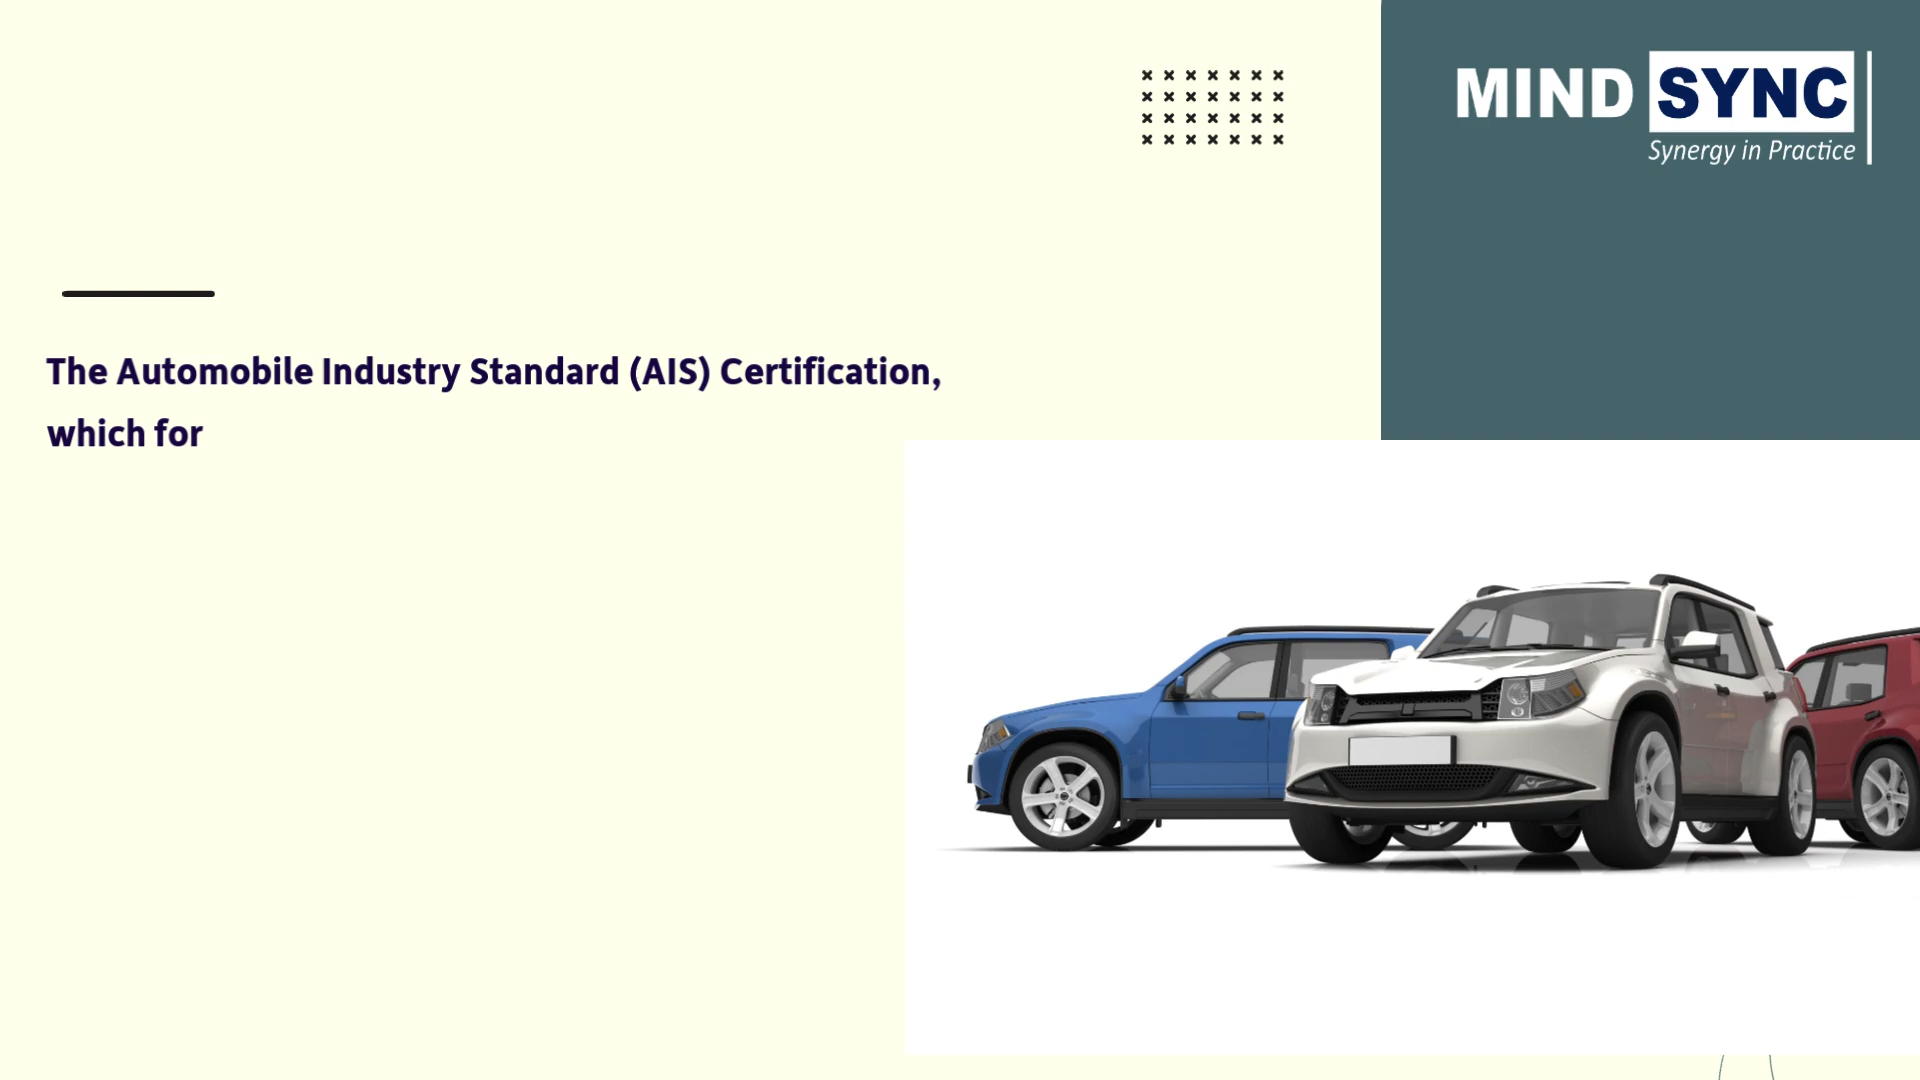 MIND SYNC
Synergy in Practice
The Automobile Industry Standard (AIS) Certification,
which for